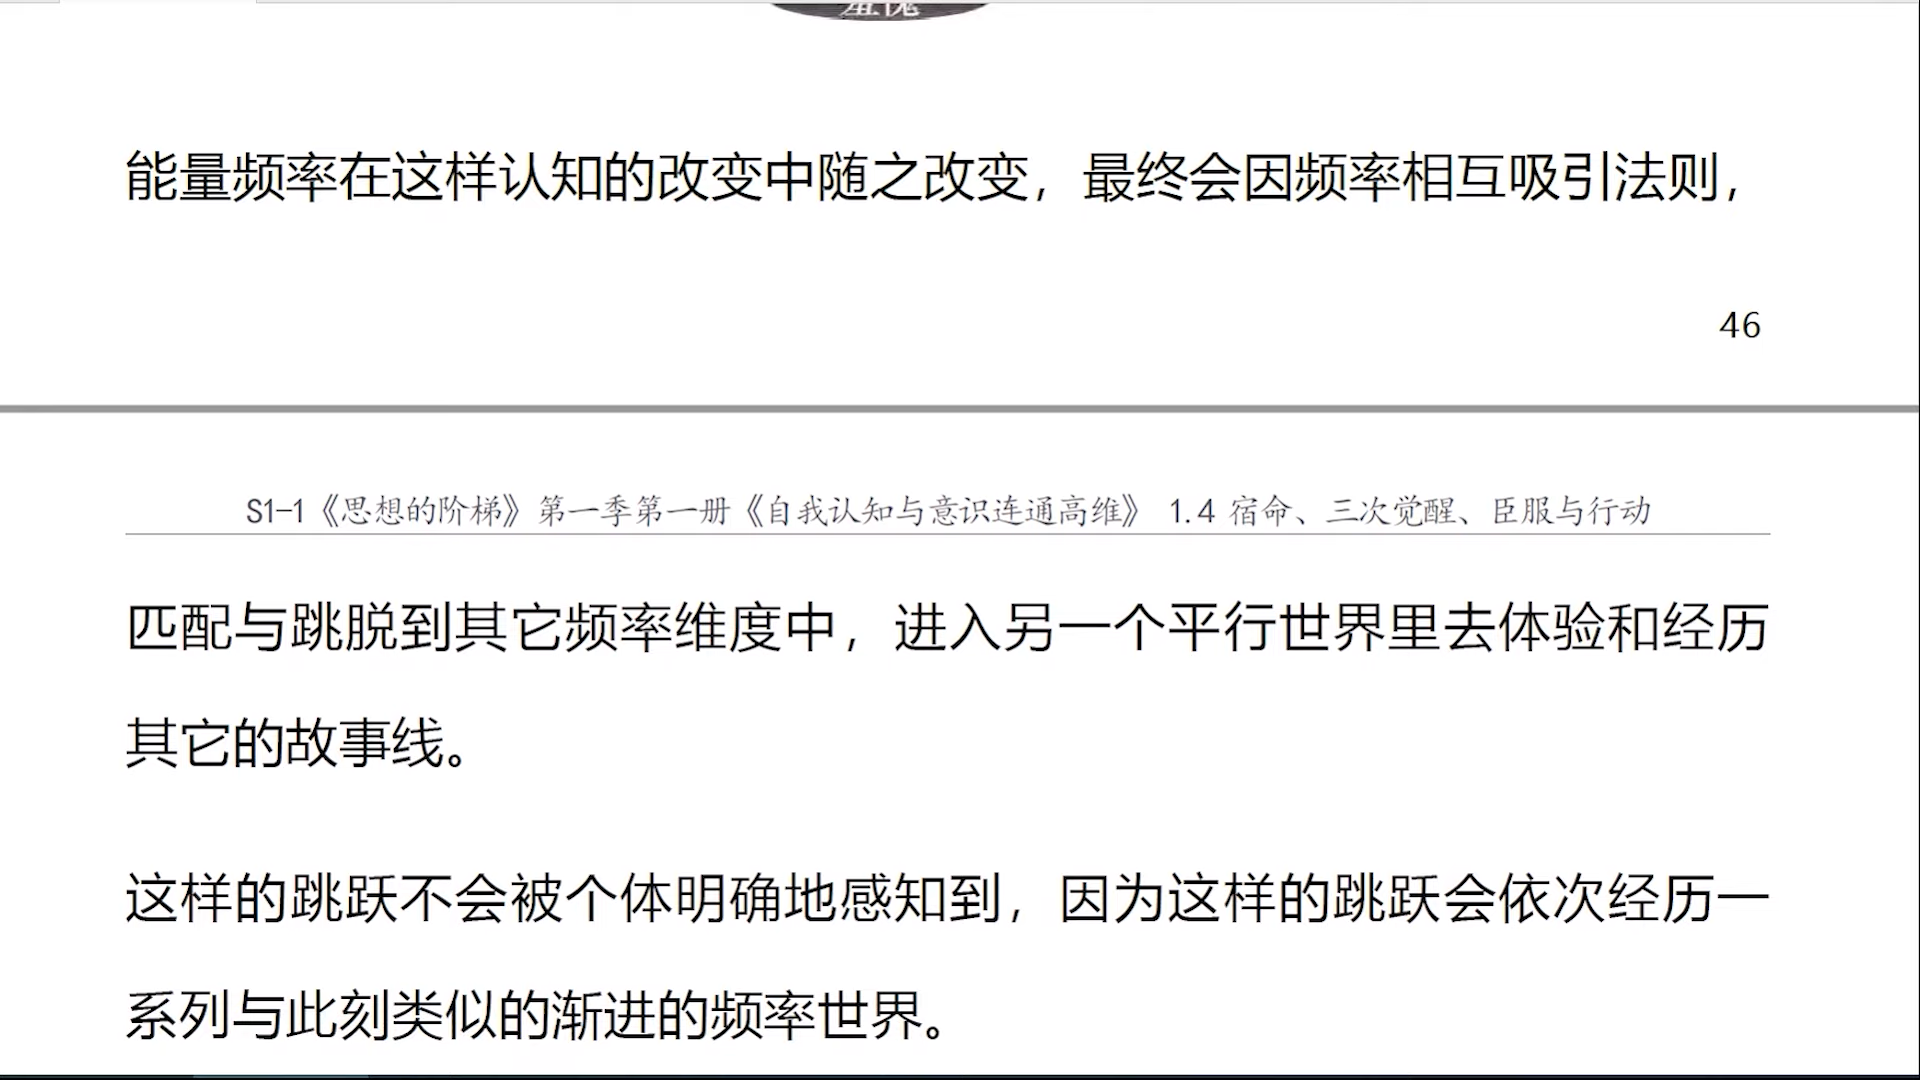 能量频率在这样认知的改变中随之改变，最终会因频率相互吸引法则，
46
S1-1《思想的阶梯》第一季第一册《自我认知与意识连通高维》 1.4 宿命、三次觉醒、臣服与行动
匹配与跳脱到其它频率维度中，进入另一个平行世界里去体验和经历
其它的故事线。
这样的跳跃不会被个体明确地感知到，因为这样的跳跃会依次经历一
系列与此刻类似的渐进的频率世界。